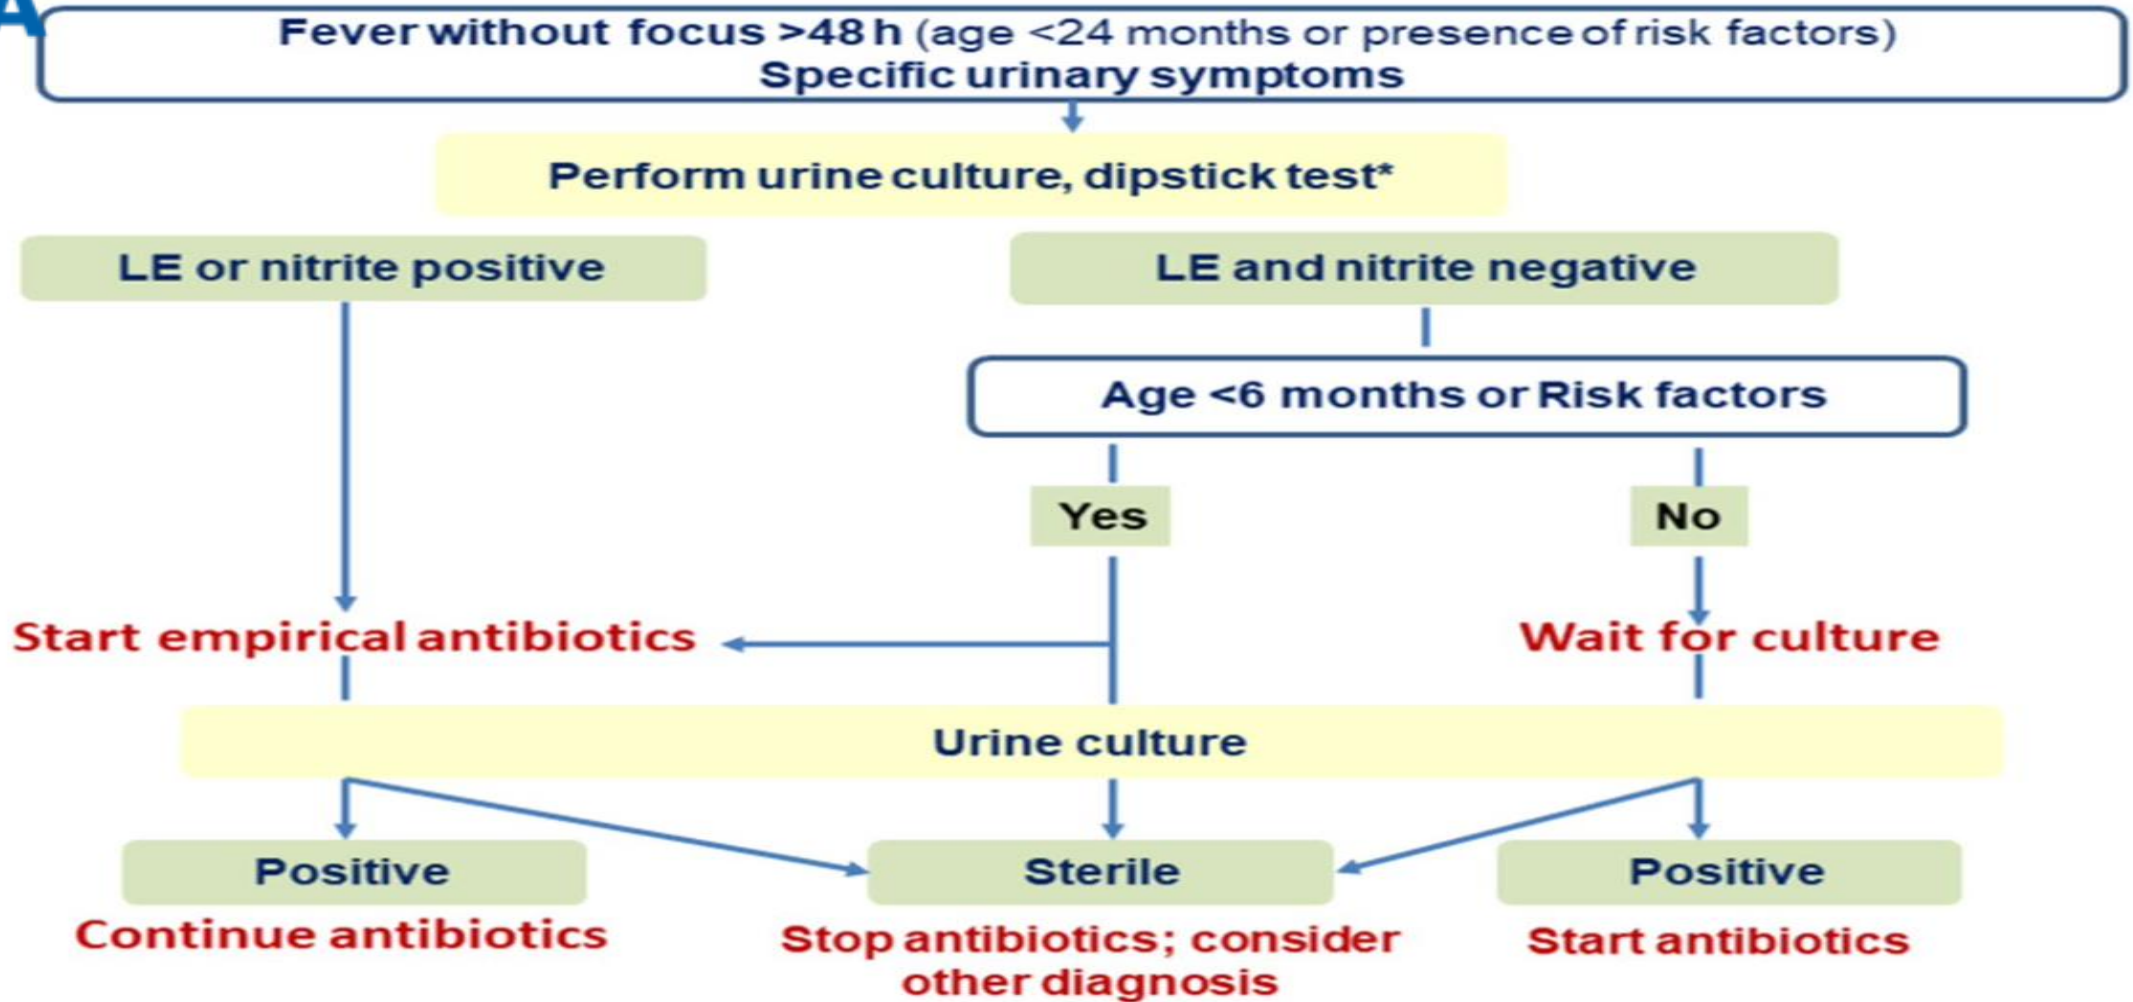 A
Fever without focus >48 h (age <24 months or presence of risk factors)
Specific urinary symptoms
Perform urine culture, dipstick test*
LE or nitrite positive
LE and nitrite negative
Age <6 months or Risk factors
Yes
No
Start empirical antibiotics
Wait for culture
Urine culture
Positive
Sterile
Positive
Continue antibiotics
Stop antibiotics; consider
other diagnosis
Start antibiotics